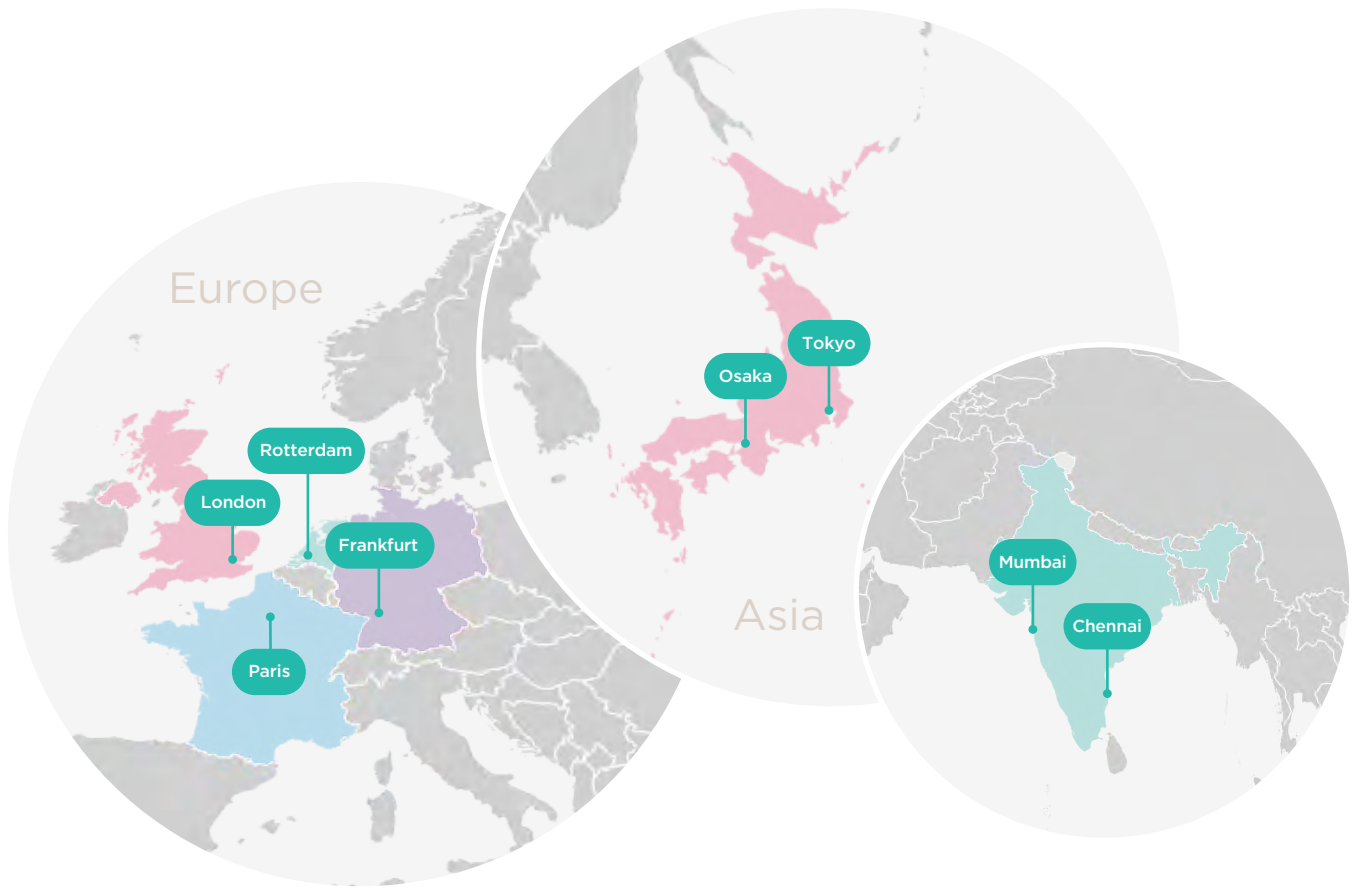 Europe
Rotterdam
London
Frankfurt
Paris
Tokyo
Osaka
Asia
Mumbai
Chennai